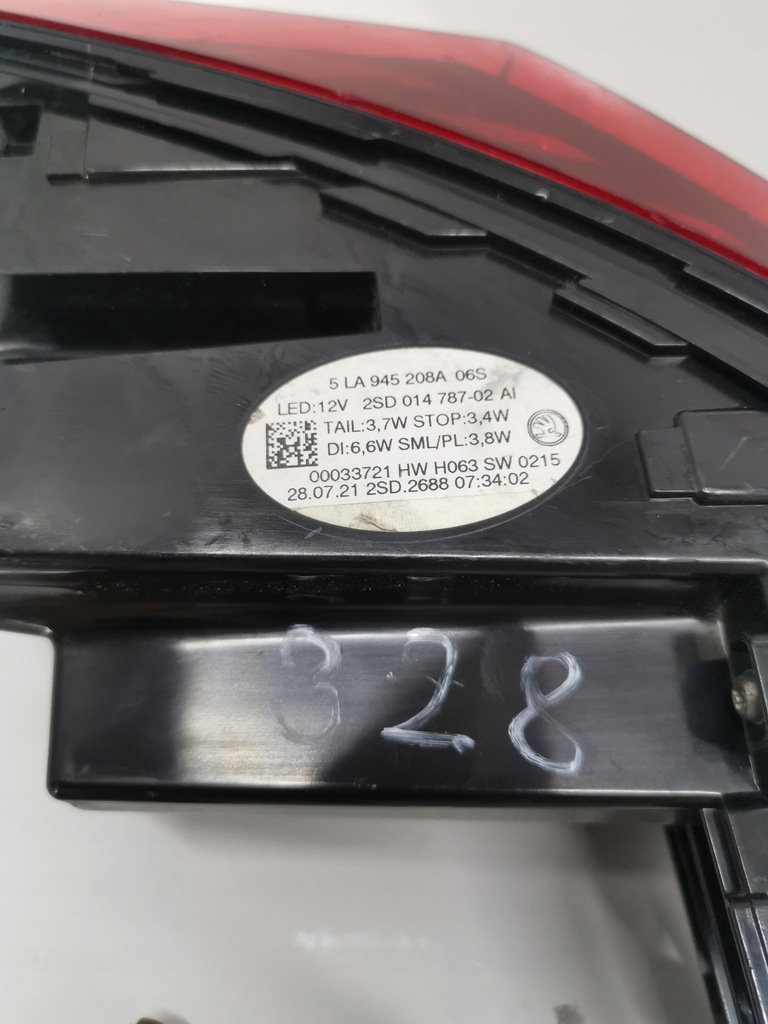 5 LA 945 208A 06S
LED:12V 2SD 014 787-02 AI
TAIL:3,7W STOP:3,4W
DI:6,6W SML/PL:3,8W
00033721 HW H063 SW 0215
28.07.21 2SD.2688 07:34:02
328